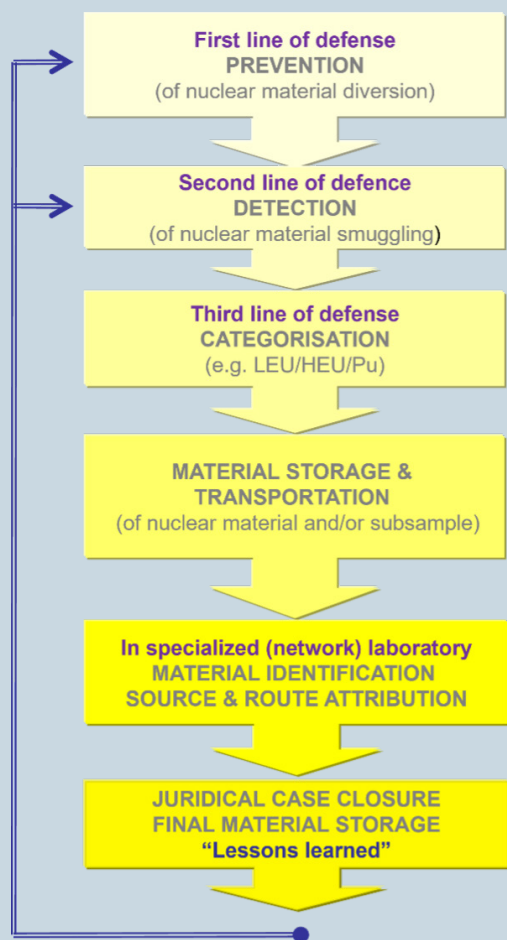 First line of defense
PREVENTION
(of nuclear material diversion)
Second line of defence
DETECTION
(of nuclear material smuggling)
Third line of defense
CATEGORISATION
(e.g. LEU/HEU/Pu)
MATERIAL STORAGE &
TRANSPORTATION
(of nuclear material and/or subsample)
In specialized (network) laboratory
MATERIAL IDENTIFICATION
SOURCE & ROUTE ATTRIBUTION
JURIDICAL CASE CLOSURE
FINAL MATERIAL STORAGE
“Lessons learned”